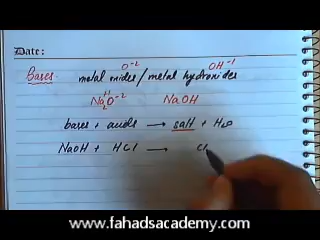 Date:
O⁻² OH⁻¹
Bases. metal oxides / metal hydroxides
Na₂⁺¹O⁻² NaOH
bases + acids → salt + H₂O
NaOH + HCl → Cl
www.fahadsacademy.com